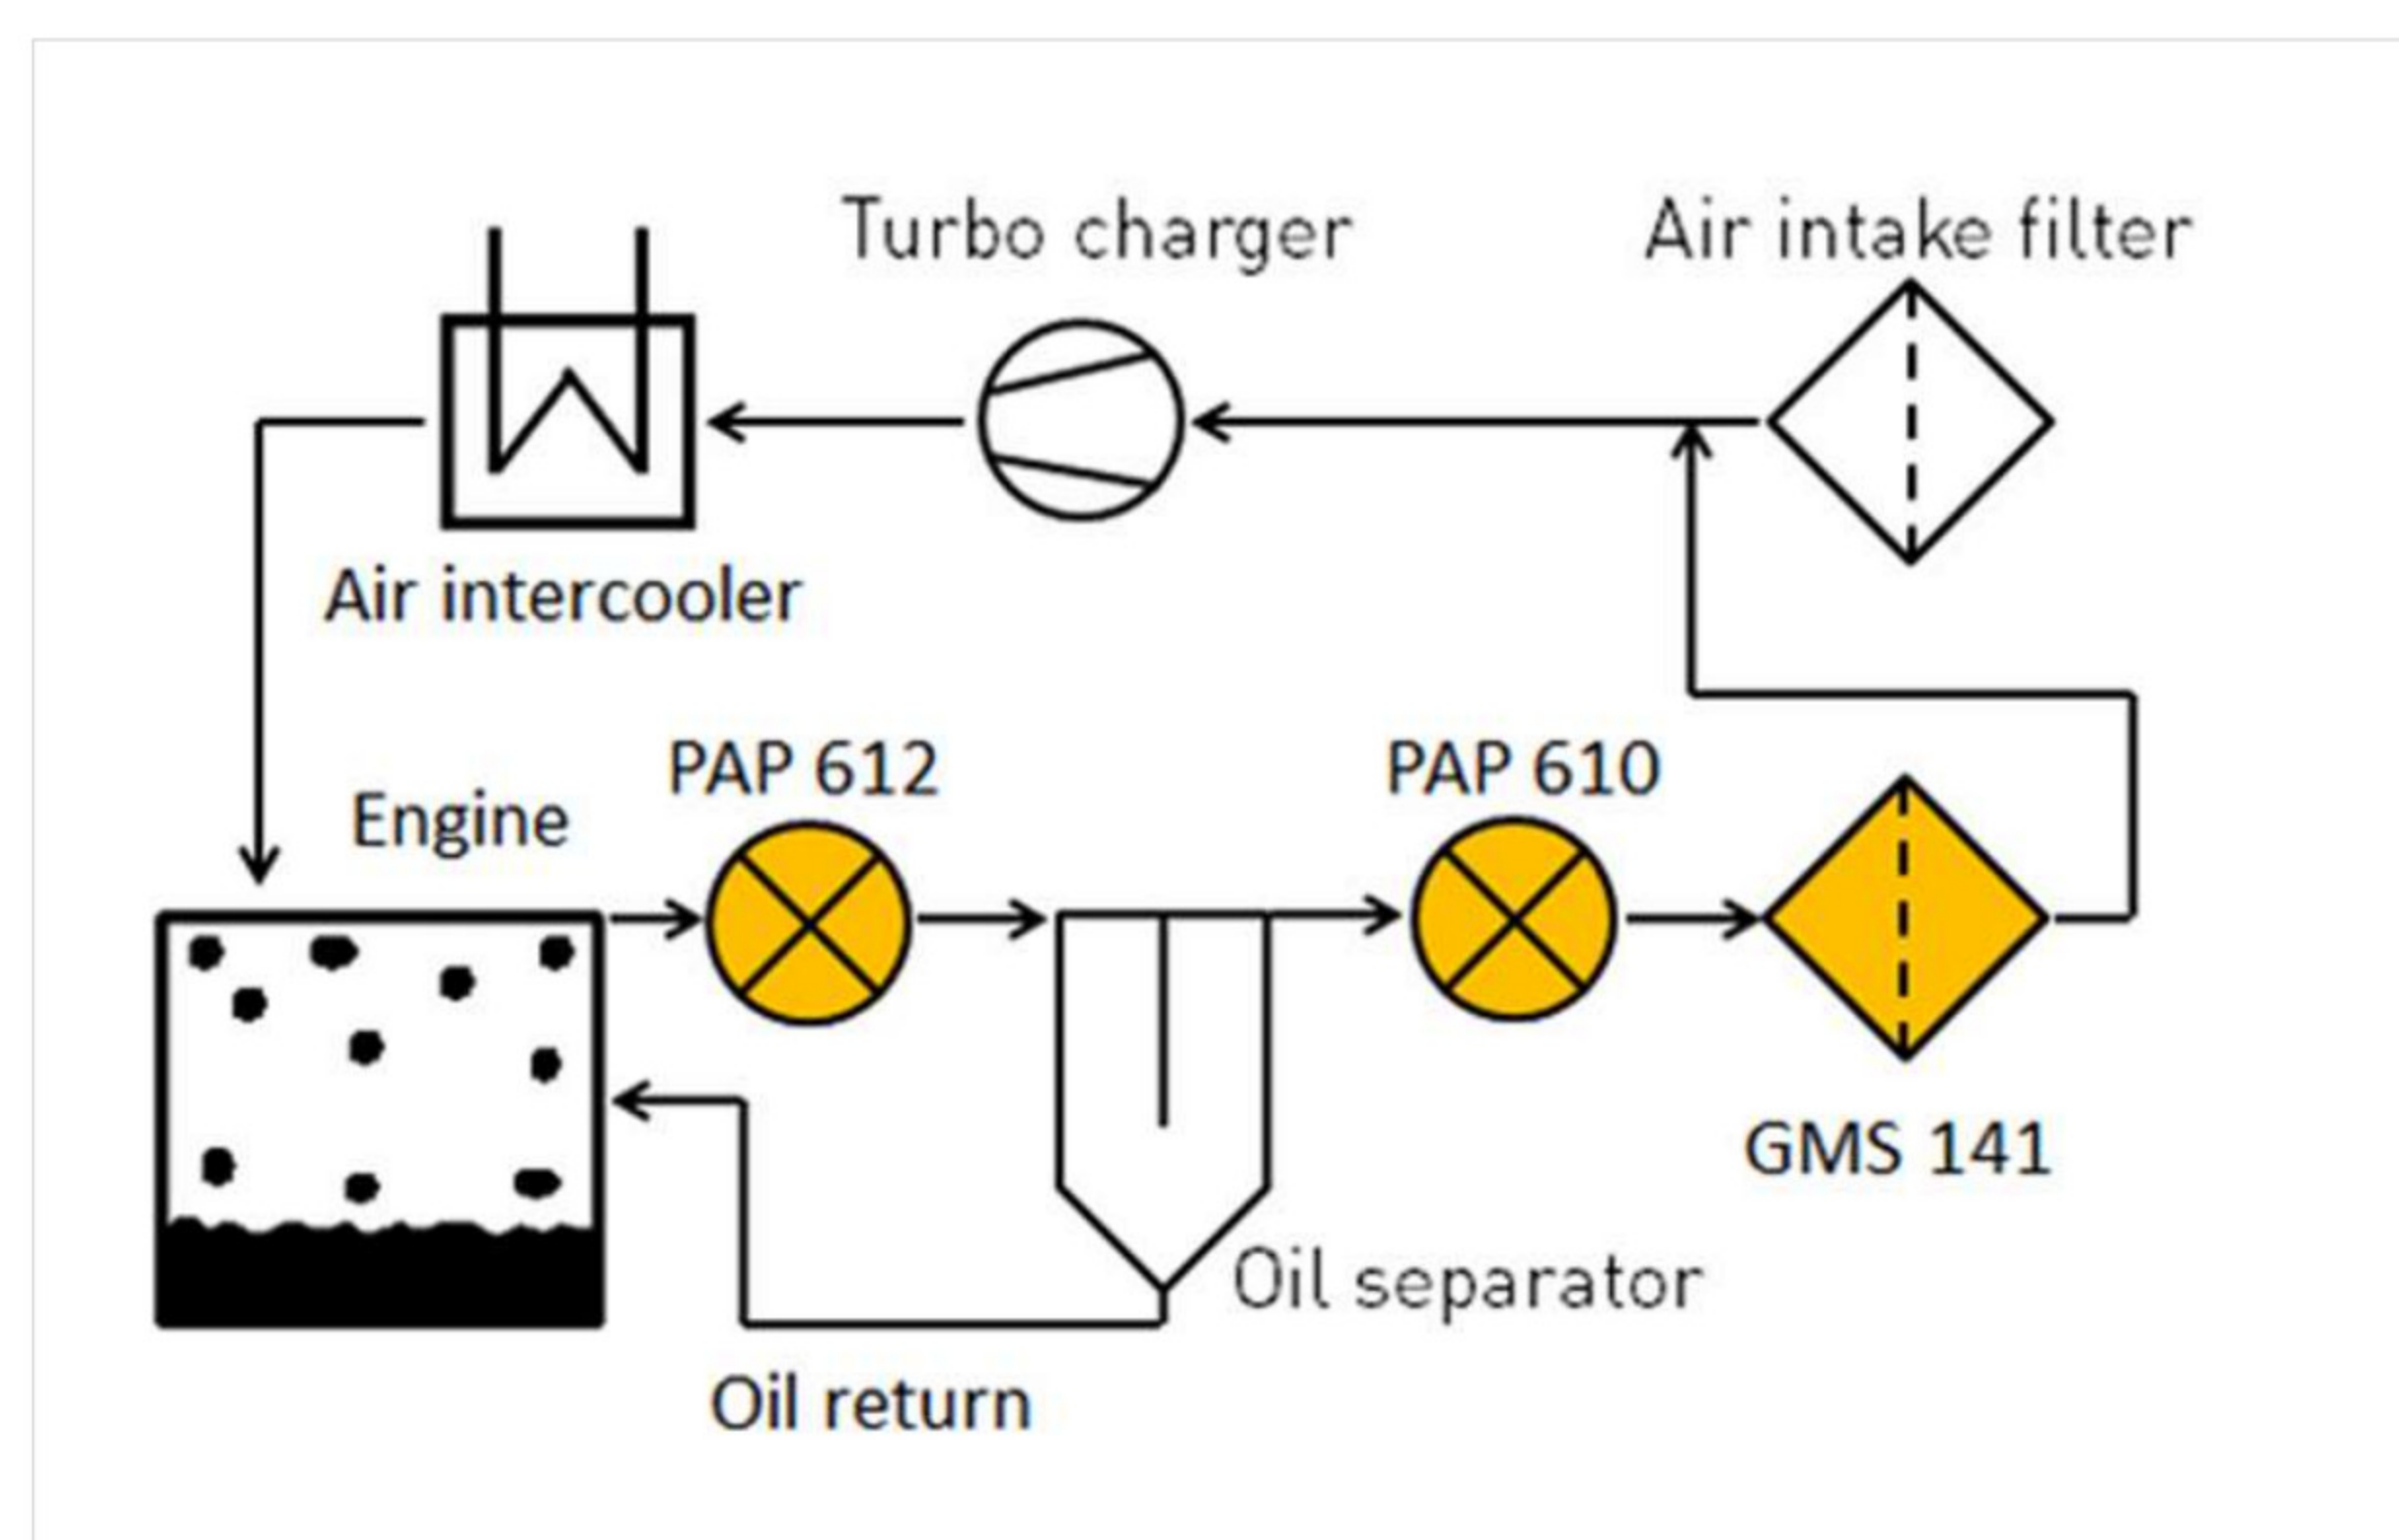 Turbo charger
Air intake filter
Air intercooler
Engine
PAP 612
PAP 610
GMS 141
Oil separator
Oil return